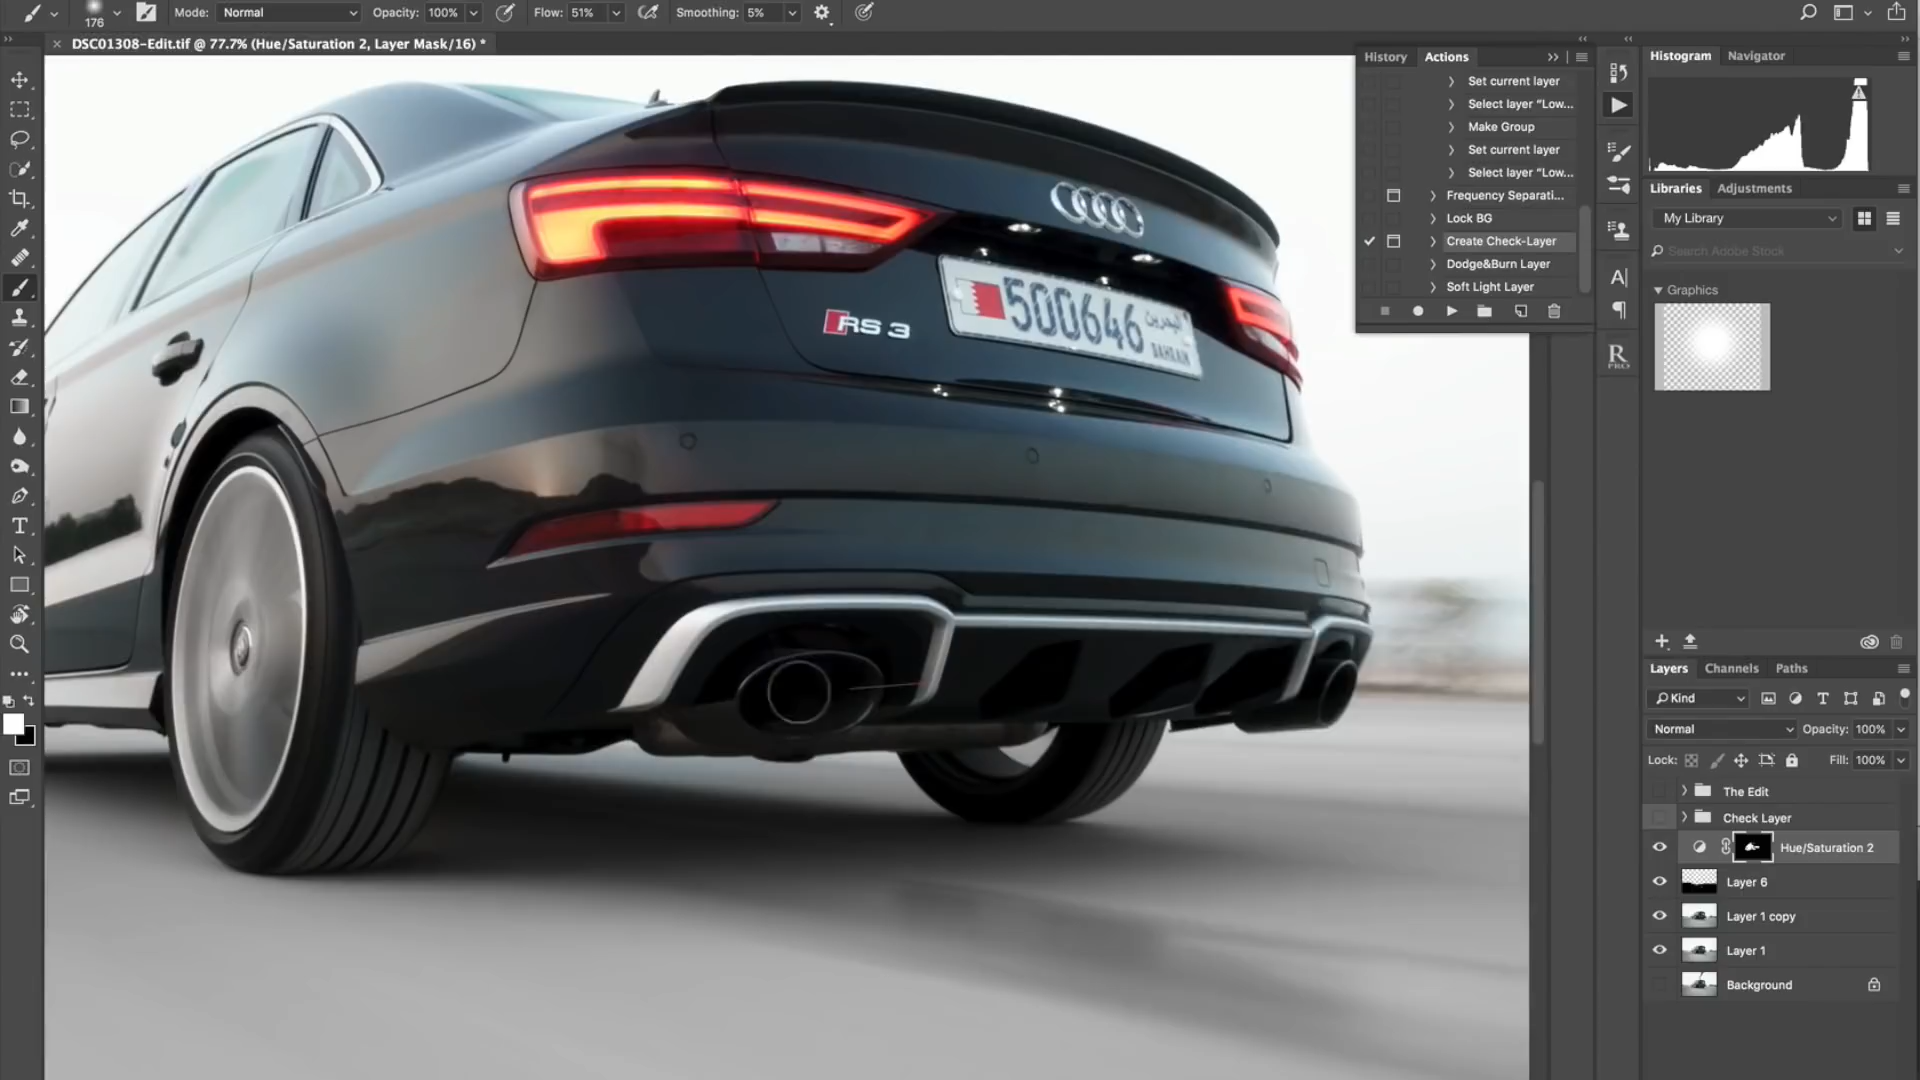 176
Mode: Normal
Opacity: 100%
Flow: 51%
Smoothing: 5%
DSC01308-Edit.tif @ 77.7% (Hue/Saturation 2, Layer Mask/16) *
History
Actions
Set current layer
Select layer "Low...
Make Group
Set current layer
Select layer "Low...
Frequency Separati...
Lock BG
Create Check-Layer
Dodge&Burn Layer
Soft Light Layer
A
R
PRO
Histogram
Navigator
Libraries
Adjustments
My Library
Search Adobe Stock
Graphics
RS 3
500646
البحرين
BAHRAIN
Layers
Channels
Paths
Kind
Normal
Opacity: 100%
Lock:
Fill: 100%
The Edit
Check Layer
Hue/Saturation 2
Layer 6
Layer 1 copy
Layer 1
Background